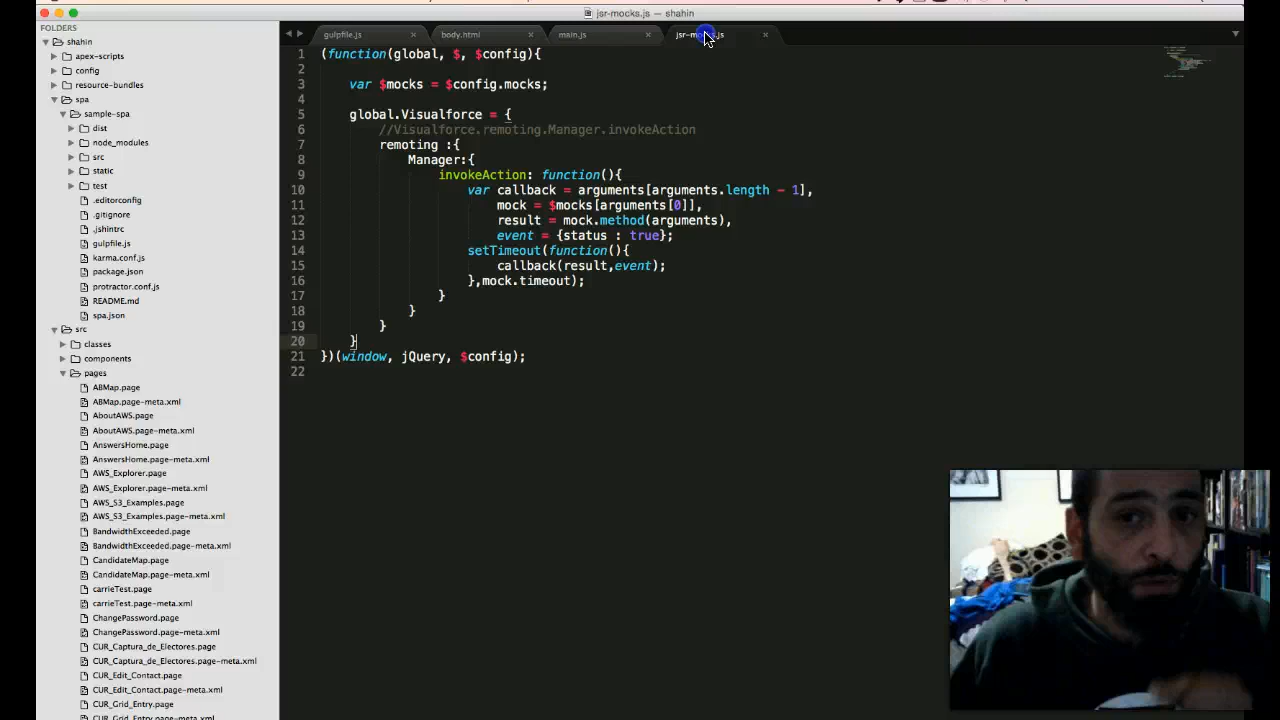 jsr-mocks.js — shahin
FOLDERS
shahin
apex-scripts
config
resource-bundles
spa
sample-spa
dist
node_modules
src
static
test
.editorconfig
.gitignore
.jshintrc
gulpfile.js
karma.conf.js
package.json
protractor.conf.js
README.md
spa.json
src
classes
components
pages
ABMap.page
ABMap.page-meta.xml
AboutAWS.page
AboutAWS.page-meta.xml
AnswersHome.page
AnswersHome.page-meta.xml
AWS_Explorer.page
AWS_Explorer.page-meta.xml
AWS_S3_Examples.page
AWS_S3_Examples.page-meta.xml
BandwidthExceeded.page
BandwidthExceeded.page-meta.xml
CandidateMap.page
CandidateMap.page-meta.xml
carrieTest.page
carrieTest.page-meta.xml
ChangePassword.page
ChangePassword.page-meta.xml
CUR_Captura_de_Electores.page
CUR_Captura_de_Electores.page-meta.xml
CUR_Edit_Contact.page
CUR_Edit_Contact.page-meta.xml
CUR_Grid_Entry.page
CUR_Grid_Entry.page-meta.xml
gulpfile.js × body.html × main.js × jsr-mocks.js ×
1 (function(global, $, $config){
2
3 var $mocks = $config.mocks;
4
5 global.Visualforce = {
6 //Visualforce.remoting.Manager.invokeAction
7 remoting :{
8 Manager:{
9 invokeAction: function(){
10 var callback = arguments[arguments.length - 1],
11 mock = $mocks[arguments[0]],
12 result = mock.method(arguments),
13 event = {status : true};
14 setTimeout(function(){
15 callback(result,event);
16 },mock.timeout);
17 }
18 }
19 }
20 }
21 })(window, jQuery, $config);
22